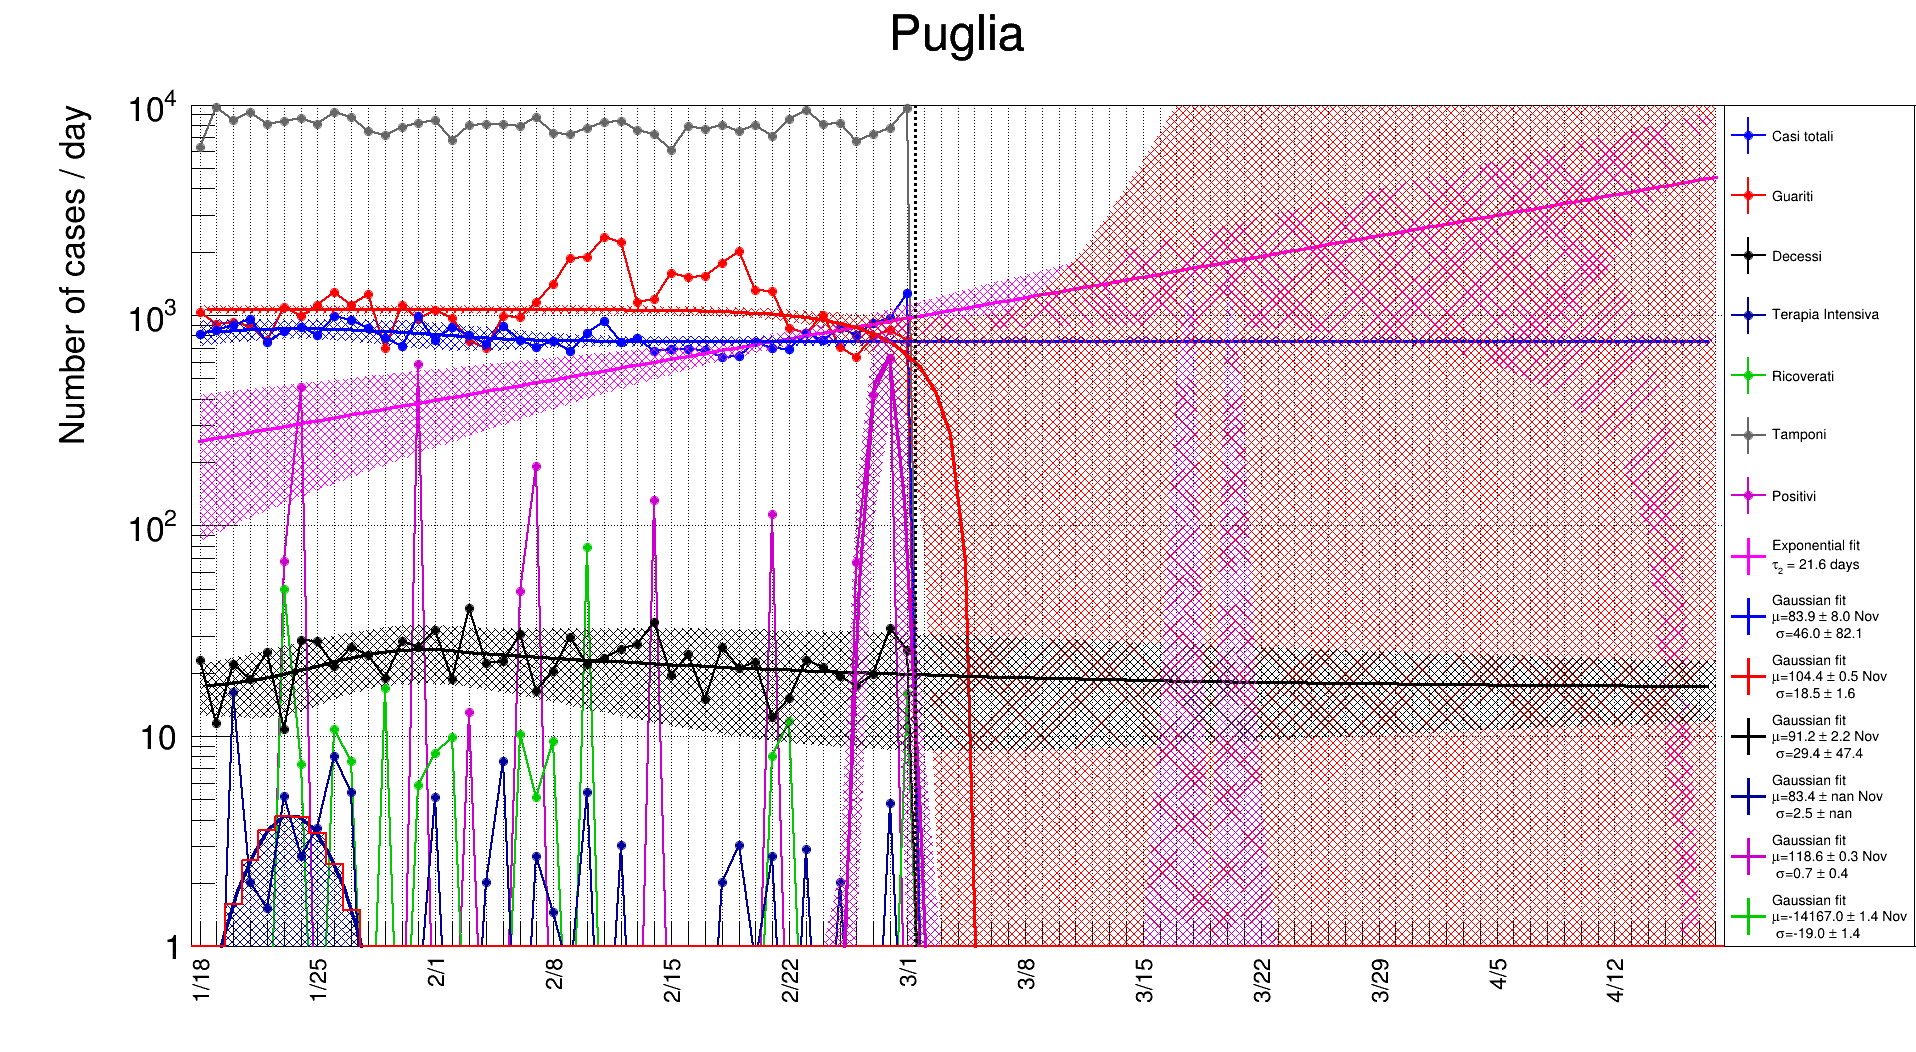 Puglia
Number of cases / day
10⁴
10³
10²
10
1
1/18
1/25
2/1
2/8
2/15
2/22
3/1
3/8
3/15
3/22
3/29
4/5
4/12
Casi totali
Guariti
Decessi
Terapia Intensiva
Ricoverati
Tamponi
Positivi
Exponential fit
τ₂ = 21.6 days
Gaussian fit
μ=83.9 ± 8.0 Nov
σ=46.0 ± 82.1
Gaussian fit
μ=104.4 ± 0.5 Nov
σ=18.5 ± 1.6
Gaussian fit
μ=91.2 ± 2.2 Nov
σ=29.4 ± 47.4
Gaussian fit
μ=83.4 ± nan Nov
σ=2.5 ± nan
Gaussian fit
μ=118.6 ± 0.3 Nov
σ=0.7 ± 0.4
Gaussian fit
μ=-14167.0 ± 1.4 Nov
σ=-19.0 ± 1.4